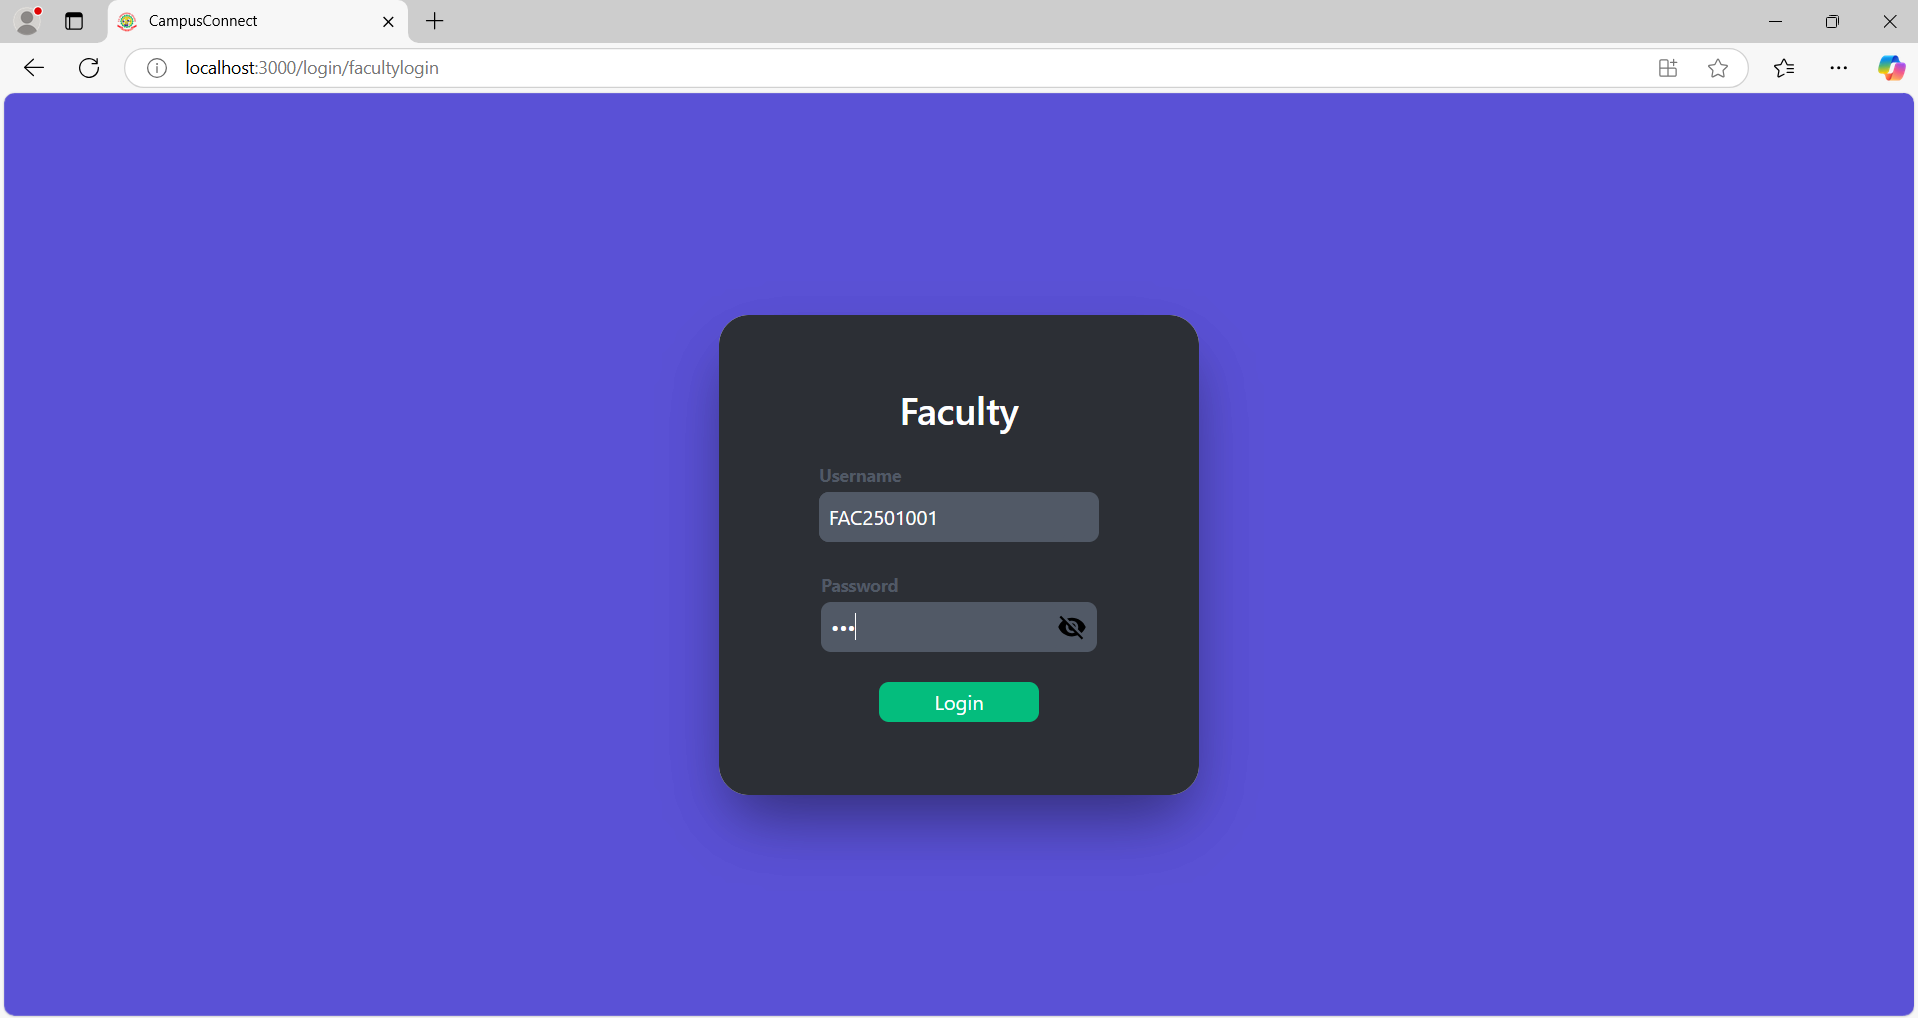 CampusConnect
localhost:3000/login/facultylogin
Faculty
Username
FAC2501001
Password
•••
Login